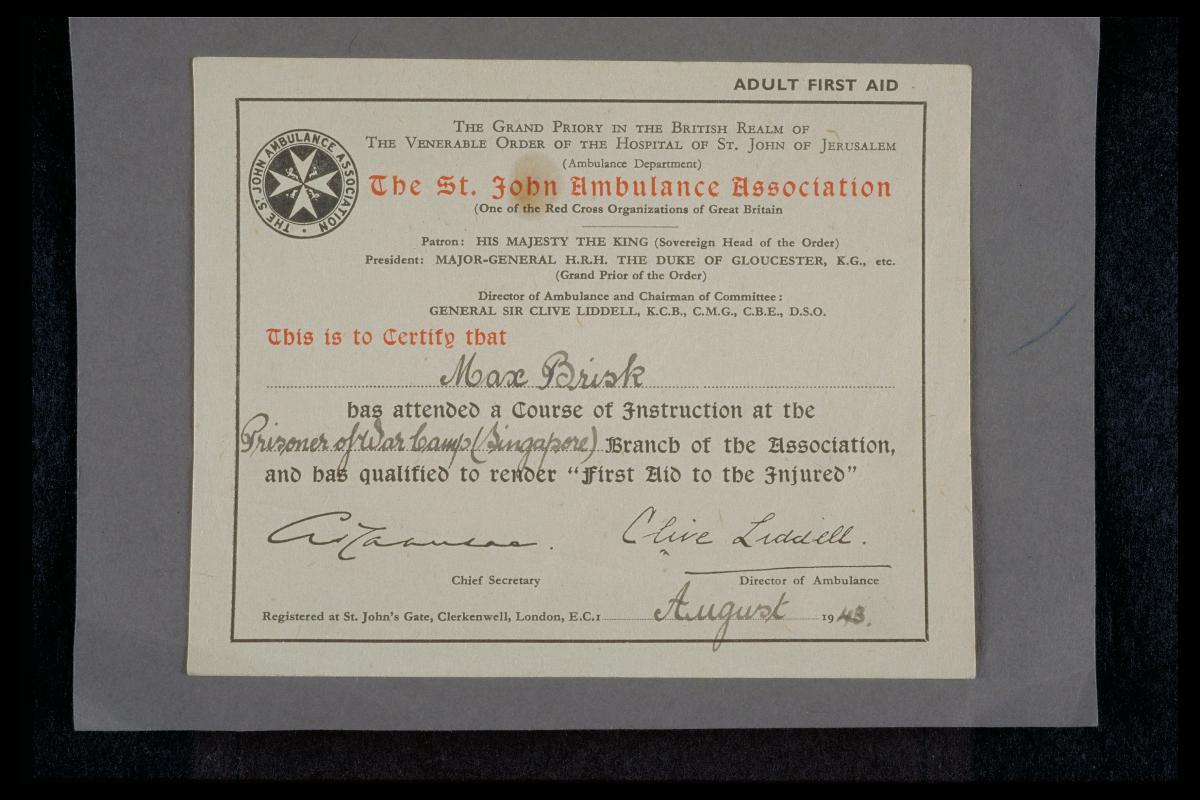 ADULT FIRST AID
THE ST. JOHN AMBULANCE ASSOCIATION
THE GRAND PRIORY IN THE BRITISH REALM OF
THE VENERABLE ORDER OF THE HOSPITAL OF ST. JOHN OF JERUSALEM
(Ambulance Department)
The St. John Ambulance Association
(One of the Red Cross Organizations of Great Britain
Patron: HIS MAJESTY THE KING (Sovereign Head of the Order)
President: MAJOR-GENERAL H.R.H. THE DUKE OF GLOUCESTER, K.G., etc.
(Grand Prior of the Order)
Director of Ambulance and Chairman of Committee:
GENERAL SIR CLIVE LIDDELL, K.C.B., C.M.G., C.B.E., D.S.O.
This is to Certify that
Max Brisk
has attended a Course of Instruction at the
Prisoner of War Camp (Singapore) Branch of the Association,
and has qualified to render "First Aid to the Injured"
Clive Liddell.
Chief Secretary Director of Ambulance
Registered at St. John's Gate, Clerkenwell, London, E.C.1 August 1943.